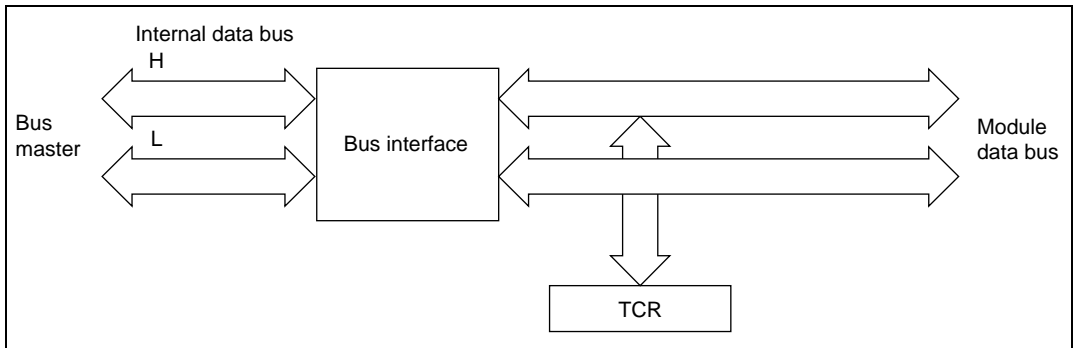 Internal data bus
H
Bus
master
L
Bus interface
Module
data bus
TCR